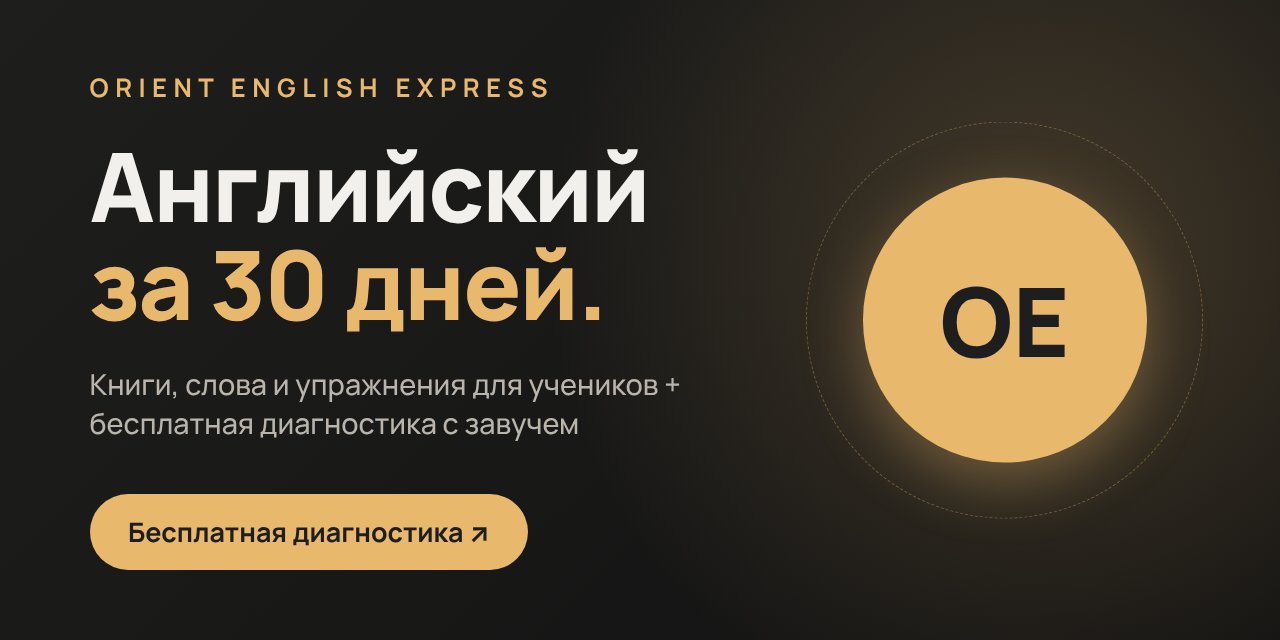 ORIENT ENGLISH EXPRESS
Английский
за 30 дней.
Книги, слова и упражнения для учеников +
бесплатная диагностика с завучем
Бесплатная диагностика ↗
OE